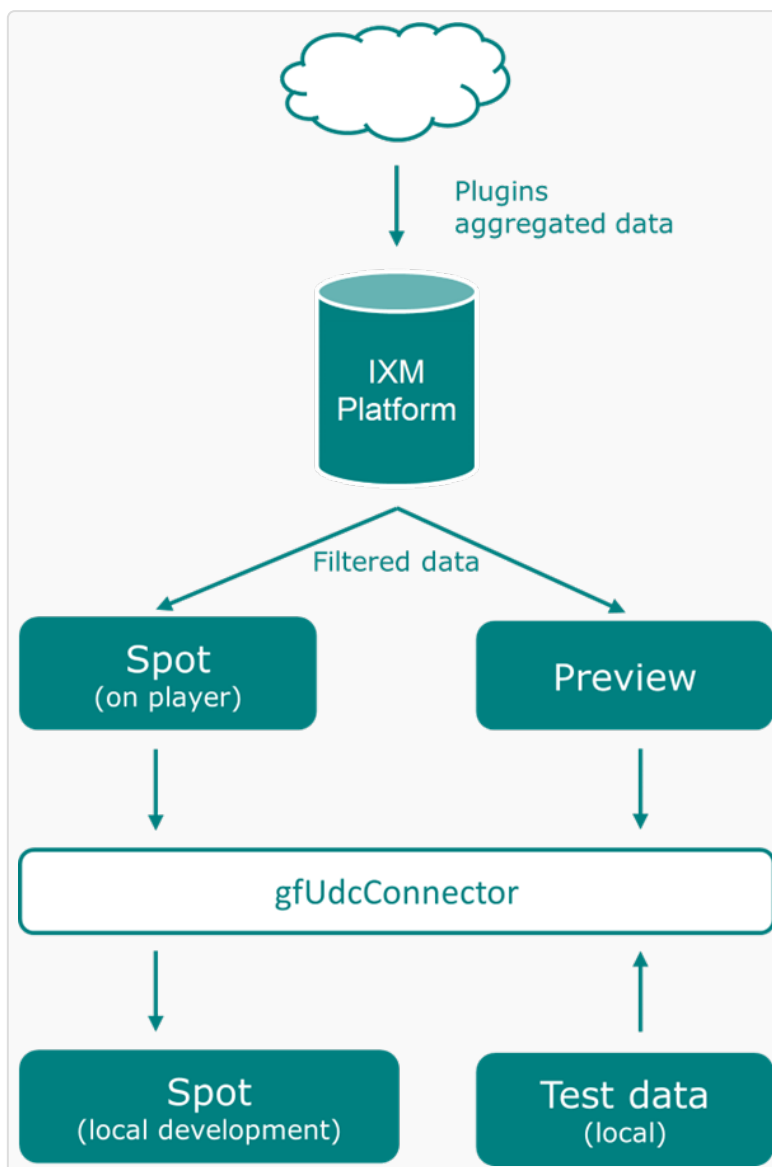 Plugins
aggregated data
IXM
Platform
Filtered data
Spot
(on player)
Preview
gfUdcConnector
Spot
(local development)
Test data
(local)